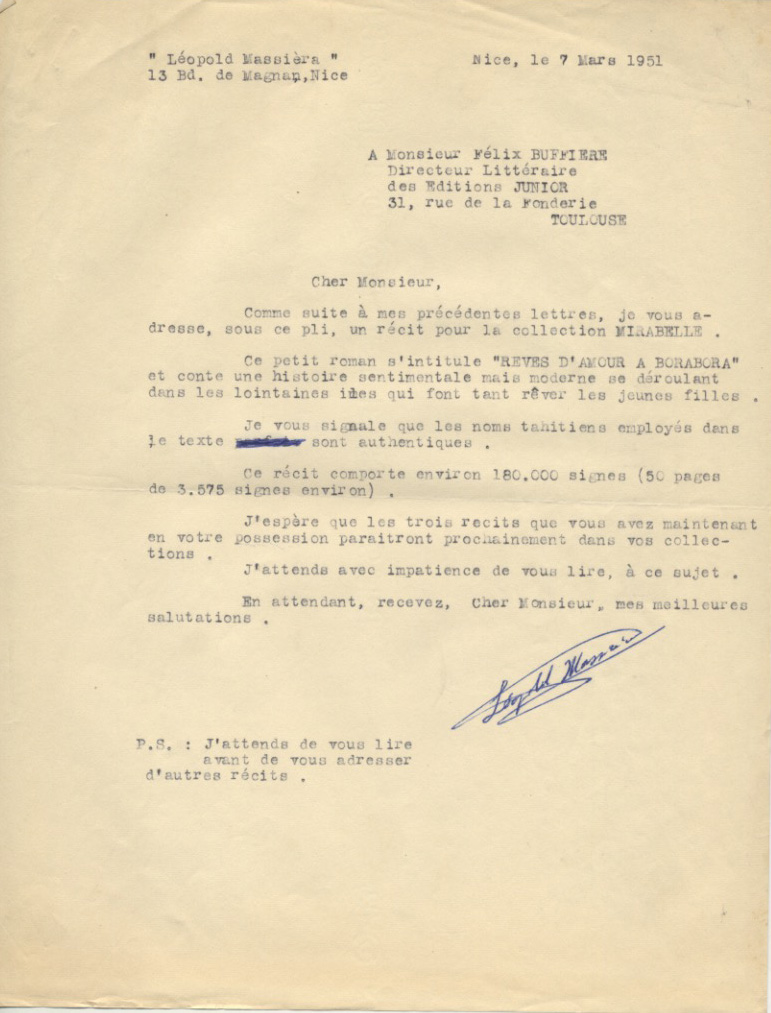 " Léopold Massièra "
Nice, le 7 Mars 1951
13 Bd. de Magnan,Nice
A Monsieur Félix BUFFIERE
Directeur Littéraire
des Editions JUNIOR
31, rue de la Fonderie
TOULOUSE
Cher Monsieur,
Comme suite à mes précédentes lettres, je vous a-
dresse, sous ce pli, un récit pour la collection MIRABELLE .
Ce petit roman s'intitule "REVES D'AMOUR A BORABORA"
et conte une histoire sentimentale mais moderne se déroulant
dans les lointaines iles qui font tant rêver les jeunes filles .
Je vous signale que les noms tahitiens employés dans
le texte sont authentiques .
Ce récit comporte environ 180.000 signes (50 pages
de 3.575 signes environ) .
J'espère que les trois recits que vous avez maintenant
en votre possession paraitront prochainement dans vos collec-
tions .
J'attends avec impatience de vous lire, à ce sujet .
En attendant, recevez, Cher Monsieur, mes meilleures
salutations .
Léopold Massièra
P.S. : J'attends de vous lire
avant de vous adresser
d'autres récits .